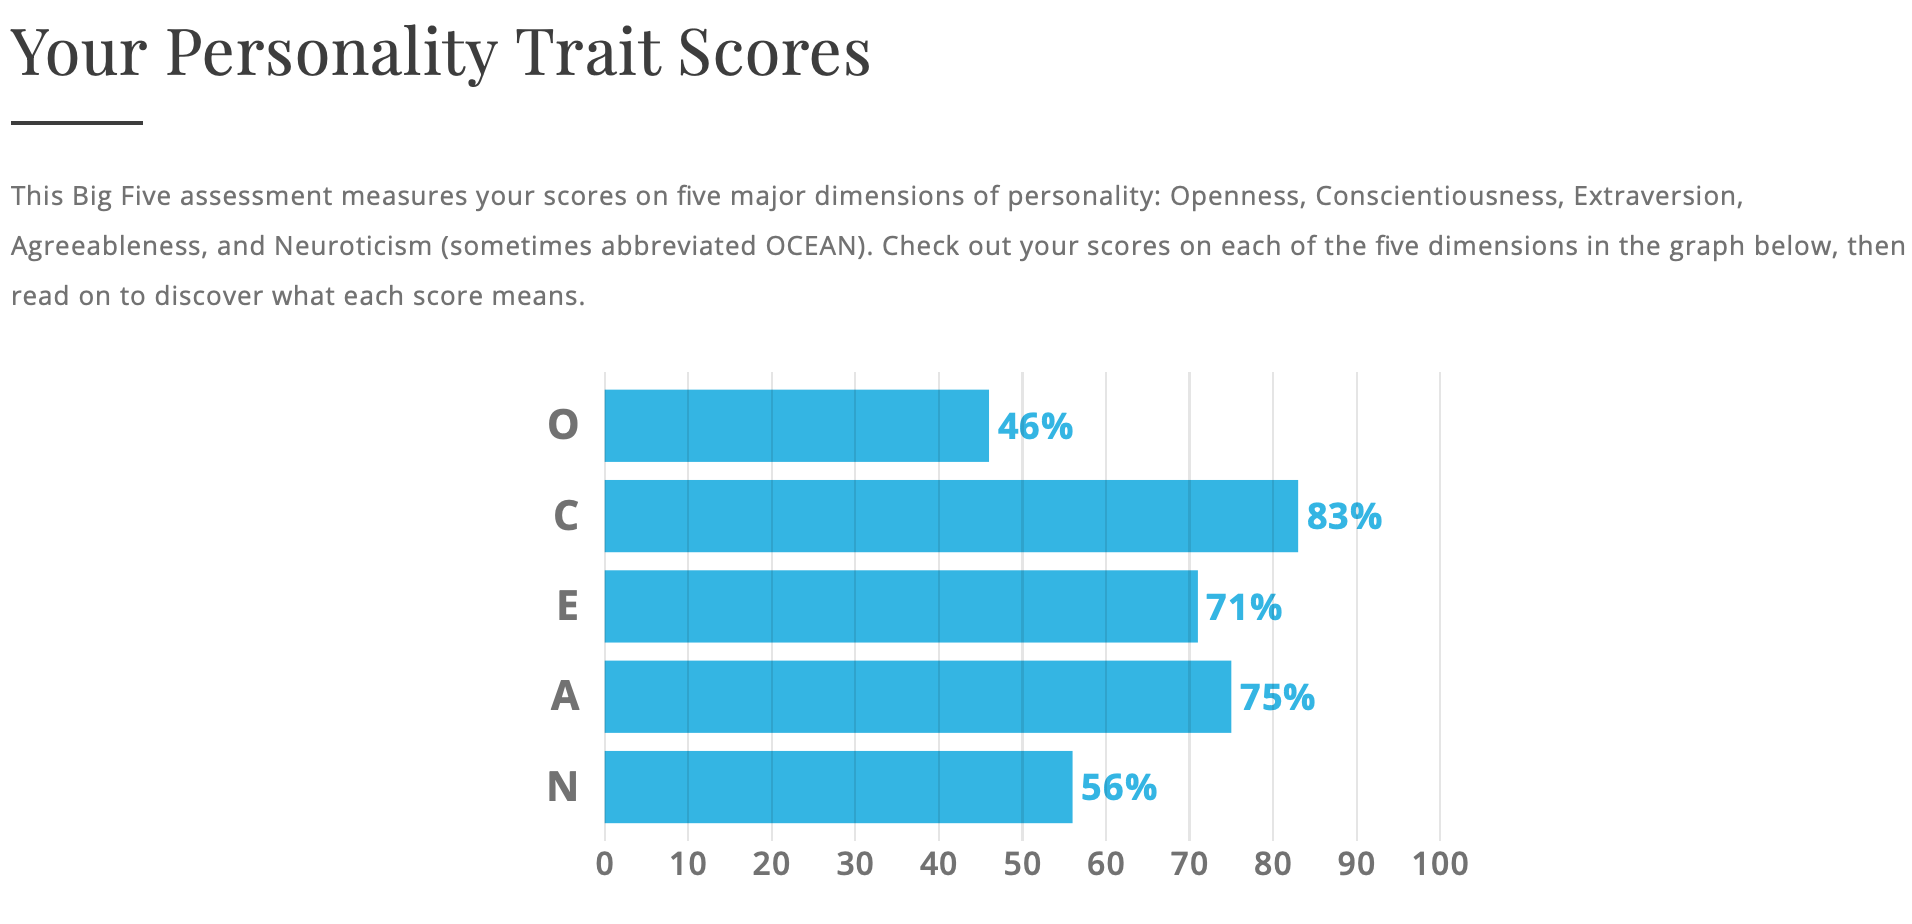 Your Personality Trait Scores
This Big Five assessment measures your scores on five major dimensions of personality: Openness, Conscientiousness, Extraversion,
Agreeableness, and Neuroticism (sometimes abbreviated OCEAN). Check out your scores on each of the five dimensions in the graph below, then
read on to discover what each score means.
O 46%
C 83%
E 71%
A 75%
N 56%
0 10 20 30 40 50 60 70 80 90 100